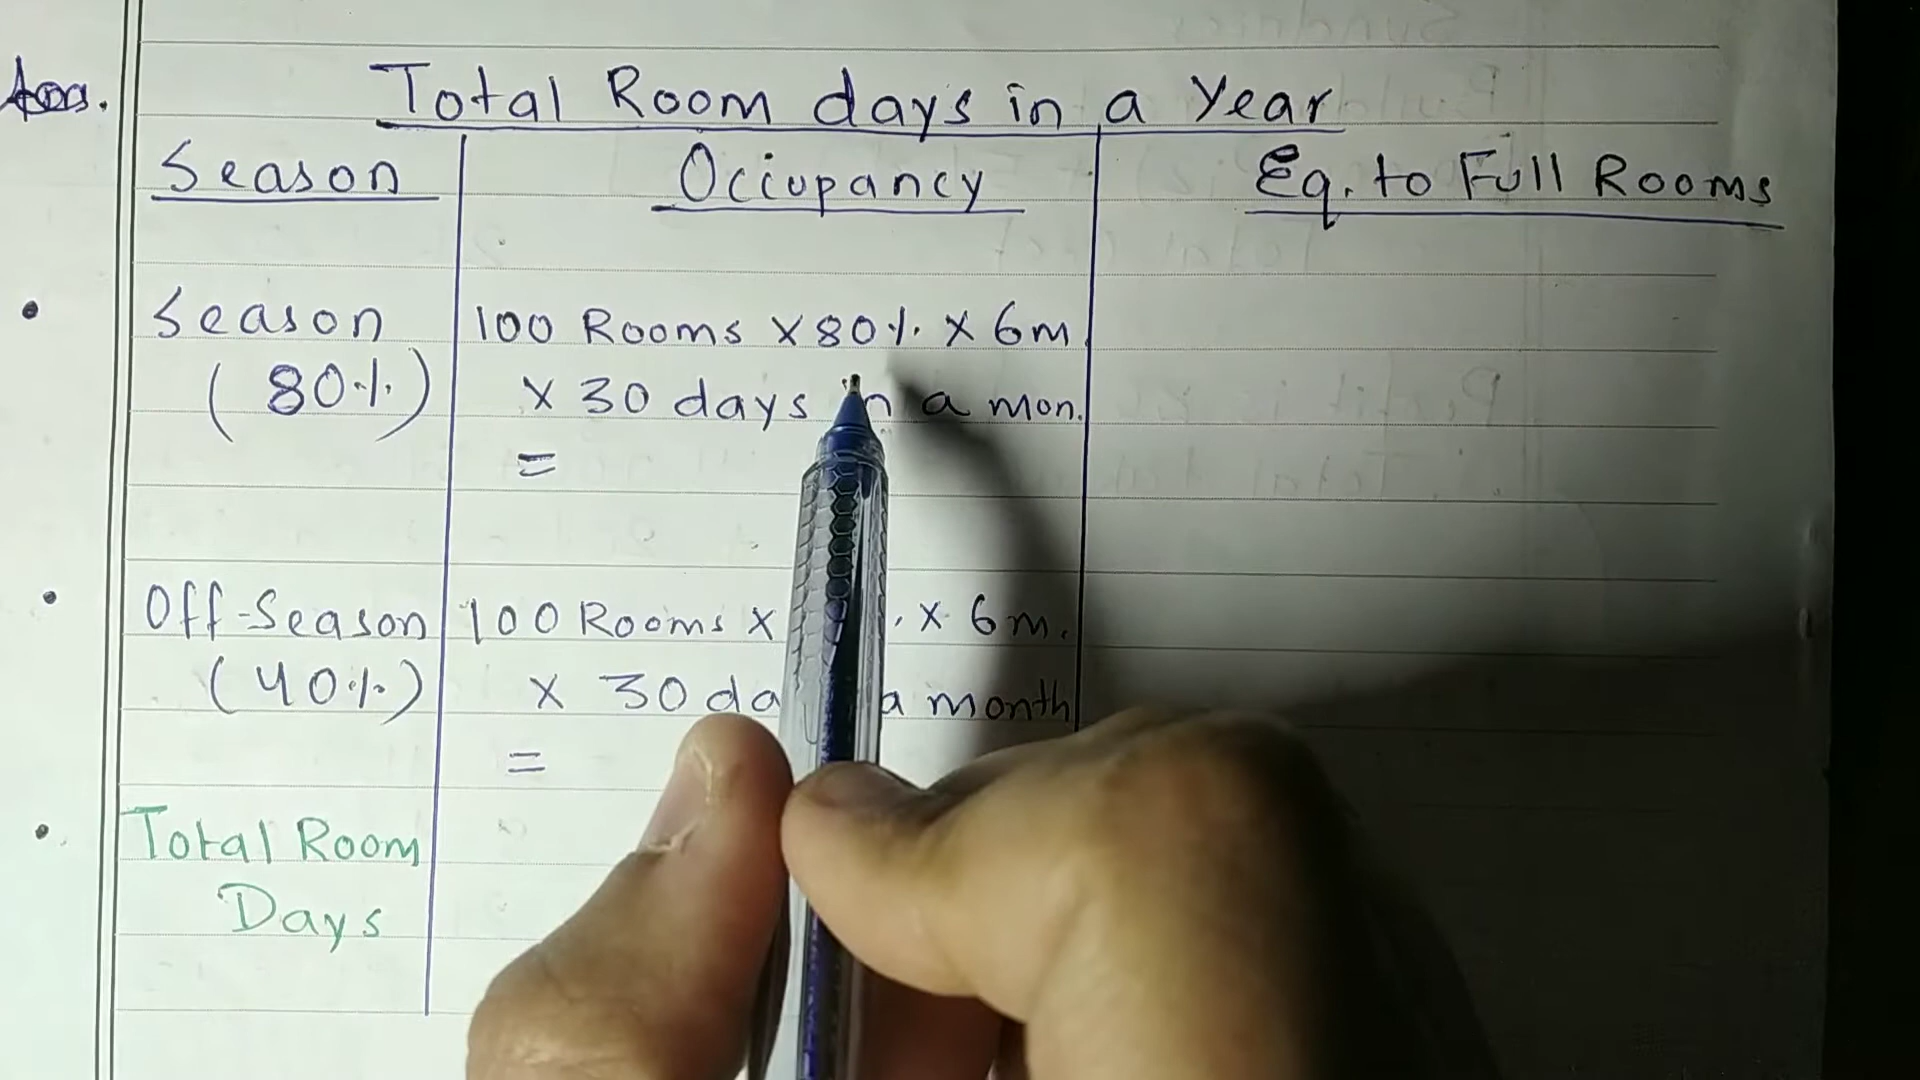 Ans.
Total Room days in a Year
Season Occupancy Eq. to Full Rooms
Season 100 Rooms x 80% x 6m
(80%) x 30 days in a mon.
=
Off-Season 100 Rooms x . x 6m.
(40%) x 30 da a month
=
Total Room
Days